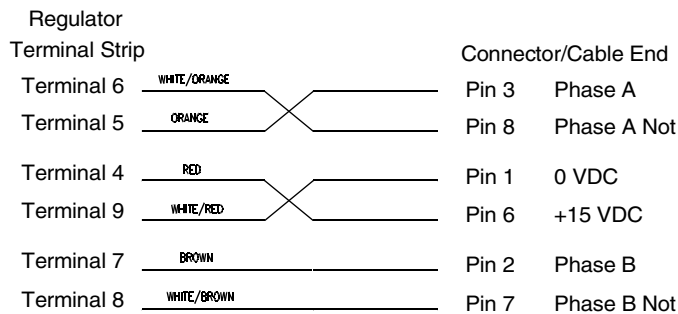 Regulator
Terminal Strip
Connector/Cable End
Terminal 6 WHITE/ORANGE Pin 3 Phase A
Terminal 5 ORANGE Pin 8 Phase A Not
Terminal 4 RED Pin 1 0 VDC
Terminal 9 WHITE/RED Pin 6 +15 VDC
Terminal 7 BROWN Pin 2 Phase B
Terminal 8 WHITE/BROWN Pin 7 Phase B Not